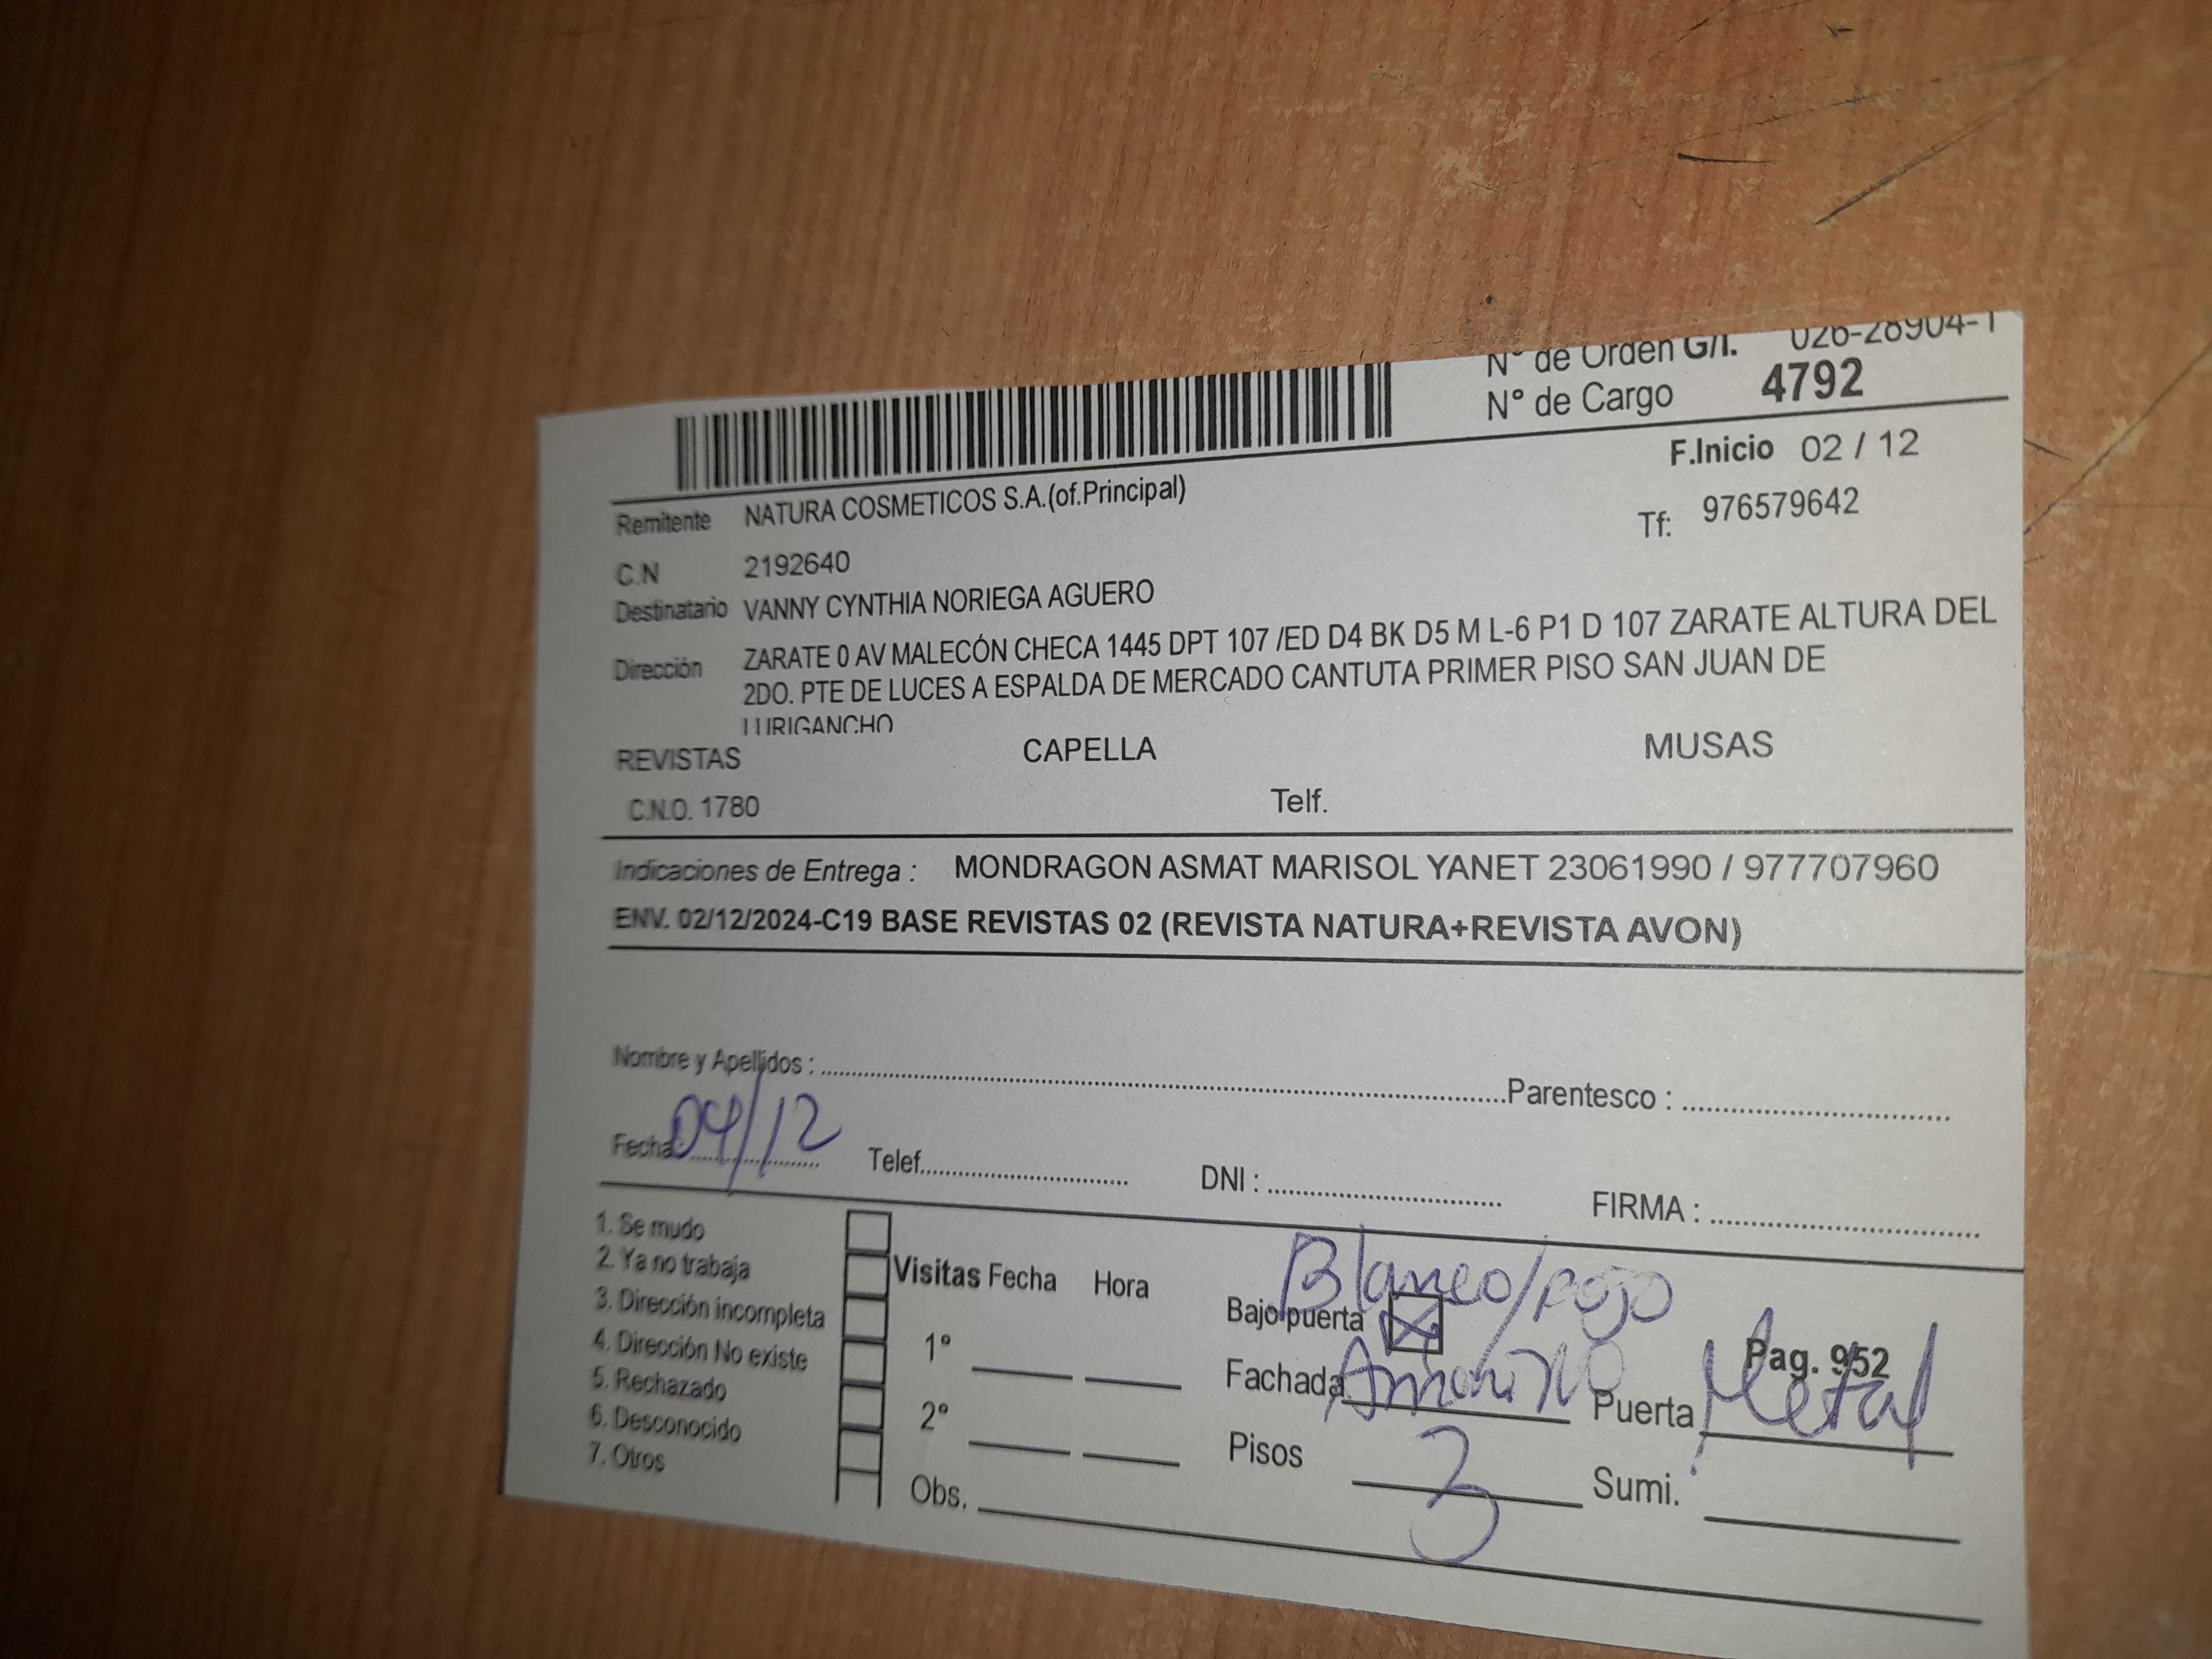 N° de Orden G/I. 026-28904-1
N° de Cargo 4792
F.Inicio 02 / 12
Remitente NATURA COSMETICOS S.A.(of.Principal)
Tf: 976579642
C.N 2192640
Destinatario VANNY CYNTHIA NORIEGA AGUERO
Dirección ZARATE 0 AV MALECÓN CHECA 1445 DPT 107 /ED D4 BK D5 M L-6 P1 D 107 ZARATE ALTURA DEL
2DO. PTE DE LUCES A ESPALDA DE MERCADO CANTUTA PRIMER PISO SAN JUAN DE
LURIGANCHO
REVISTAS CAPELLA MUSAS
C.N.O. 1780 Telf.
Indicaciones de Entrega : MONDRAGON ASMAT MARISOL YANET 23061990 / 977707960
ENV. 02/12/2024-C19 BASE REVISTAS 02 (REVISTA NATURA+REVISTA AVON)
Nombre y Apellidos : Parentesco :
Fecha: 04/12 Telef. DNI : FIRMA :
1. Se mudo
2. Ya no trabaja
3. Dirección incompleta
4. Dirección No existe
5. Rechazado
6. Desconocido
7. Otros
Visitas Fecha Hora
1°
2°
Obs.
Blanco/rojo
Bajo puerta X
Pag. 952
Fachada Amarillo Puerta Metal
Pisos 3 Sumi.